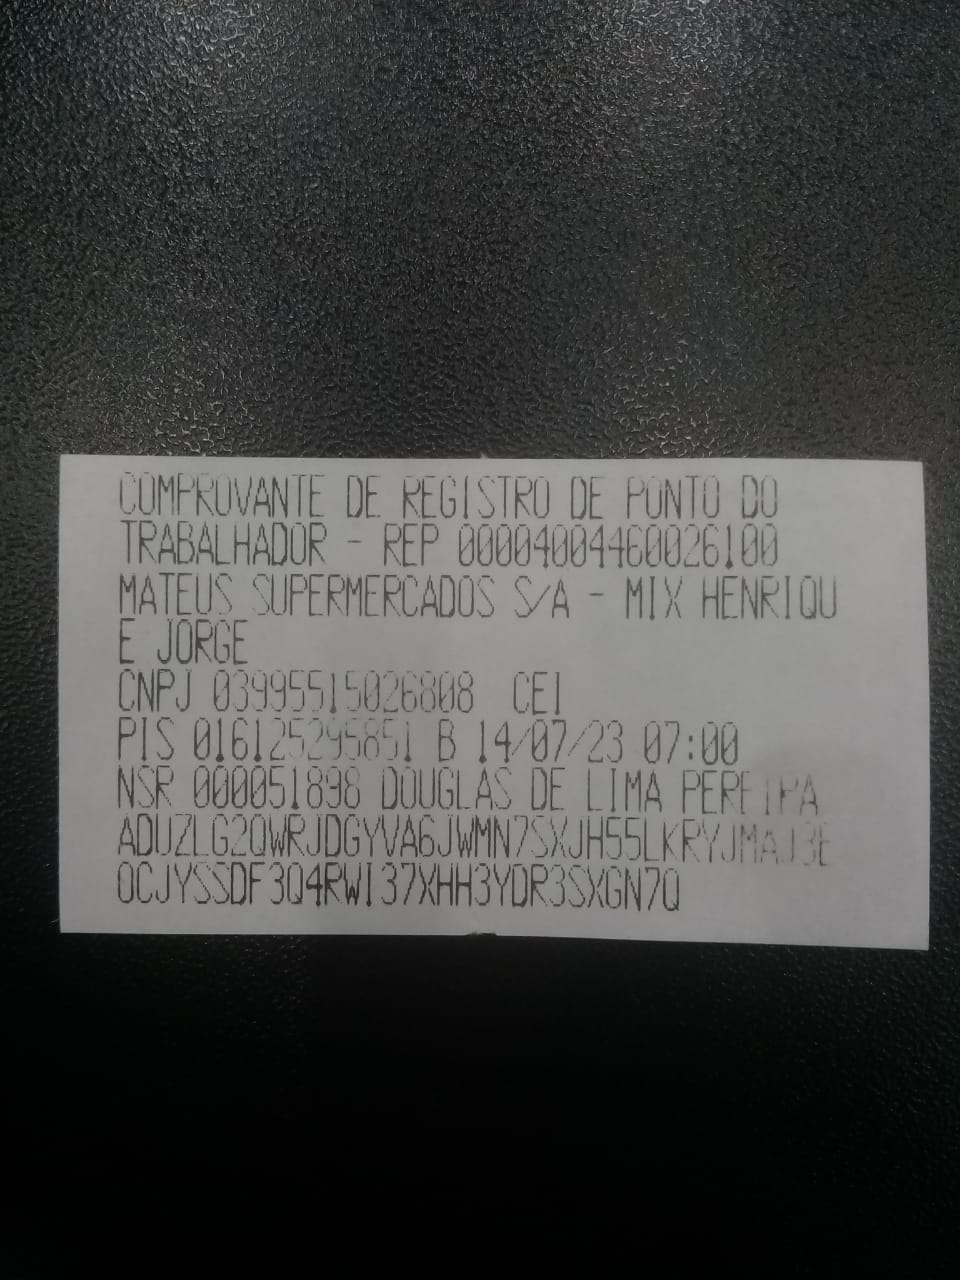 COMPROVANTE DE REGISTRO DE PONTO DO
TRABALHADOR - REP 00004004460026100
MATEUS SUPERMERCADOS S/A - MIX HENRIQU
E JORGE
CNPJ 03995515026808 CEI
PIS 016125295851 B 14/07/23 07:00
NSR 000051898 DOUGLAS DE LIMA PEREIRA
ADUZLG2QWRJDGYVA6JWMN7SXJH55LKRYJMAJ3E
OCJYSSDF3Q4RWI37XHH3YDR3SXGN7Q